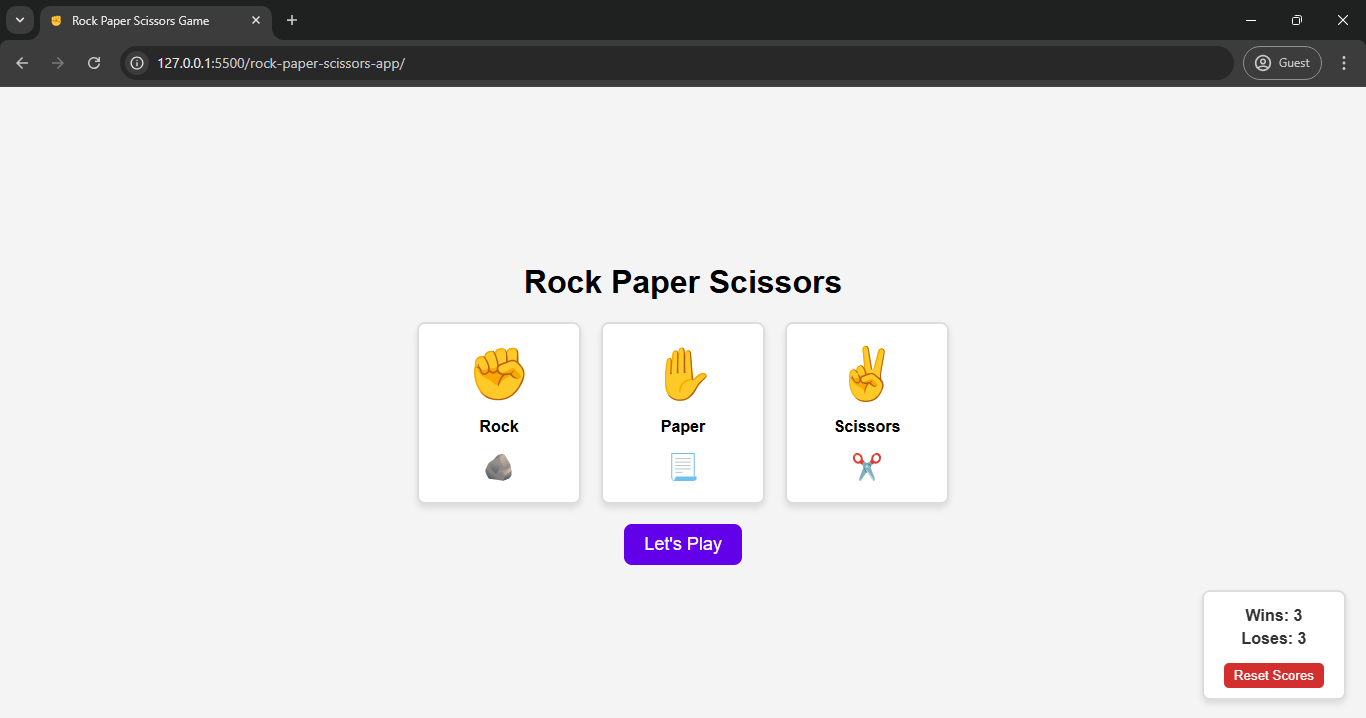 Rock Paper Scissors Game
127.0.0.1:5500/rock-paper-scissors-app/
Guest
Rock Paper Scissors
Rock
Paper
Scissors
Let's Play
Wins: 3
Loses: 3
Reset Scores